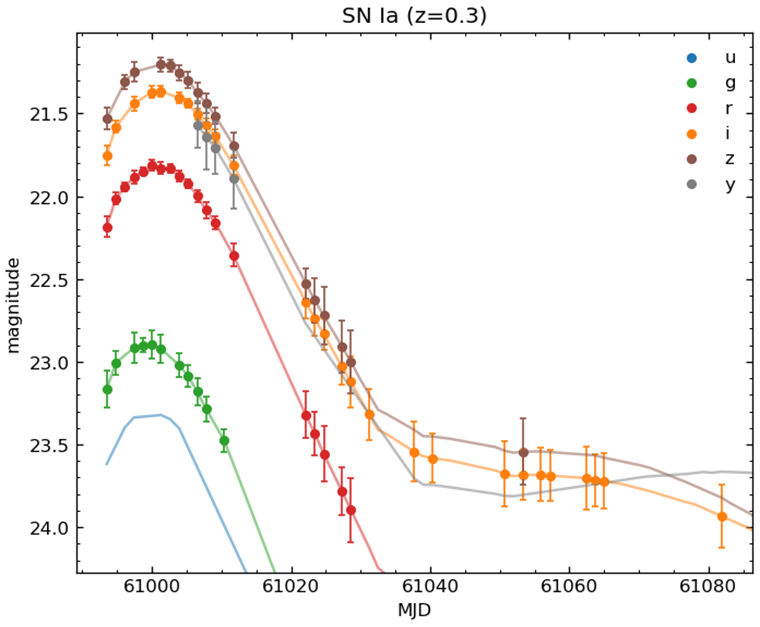 SN Ia (z=0.3)
u
g
r
i
z
y
21.5
22.0
22.5
23.0
23.5
24.0
magnitude
61000
61020
61040
61060
61080
MJD